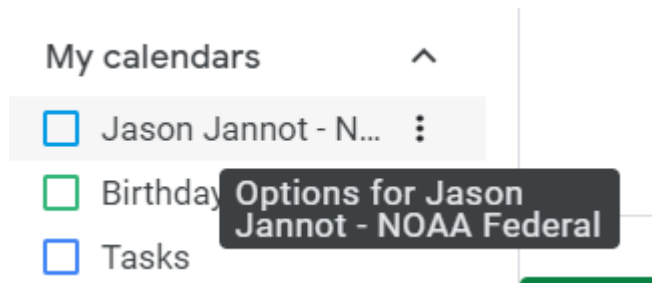 My calendars
Jason Jannot - N...
Birthday
Options for Jason
Jannot - NOAA Federal
Tasks